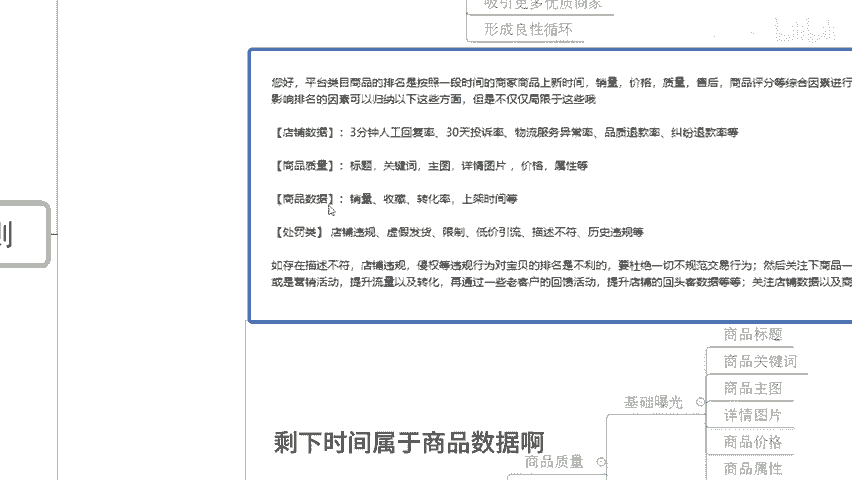 吸引更多优质商家
形成良性循环
您好，平台类目商品的排名是按照一段时间的商家商品上新时间，销量，价格，质量，售后，商品评分等综合因素进行
影响排名的因素可以归纳以下这些方面，但是不仅仅局限于这些哦
【店铺数据】：3分钟人工回复率、30天投诉率、物流服务异常率、品质退款率、纠纷退款率等
【商品质量】：标题，关键词，主图，详情图片，价格，属性等
【商品数据】：销量、收藏、转化率，上架时间等
【处罚类】 店铺违规、虚假发货、限制、低价引流、描述不符、历史违规等
则
如存在描述不符，店铺违规，侵权等违规行为对宝贝的排名是不利的，要杜绝一切不规范交易行为；然后关注下商品一
或是营销活动，提升流量以及转化，再通过一些老客户的回馈活动，提升店铺的回头客数据等等；关注店铺数据以及商
商品标题
商品关键词
商品主图
基础曝光
详情图片
商品价格
剩下时间属于商品数据啊
商品质量
商品属性